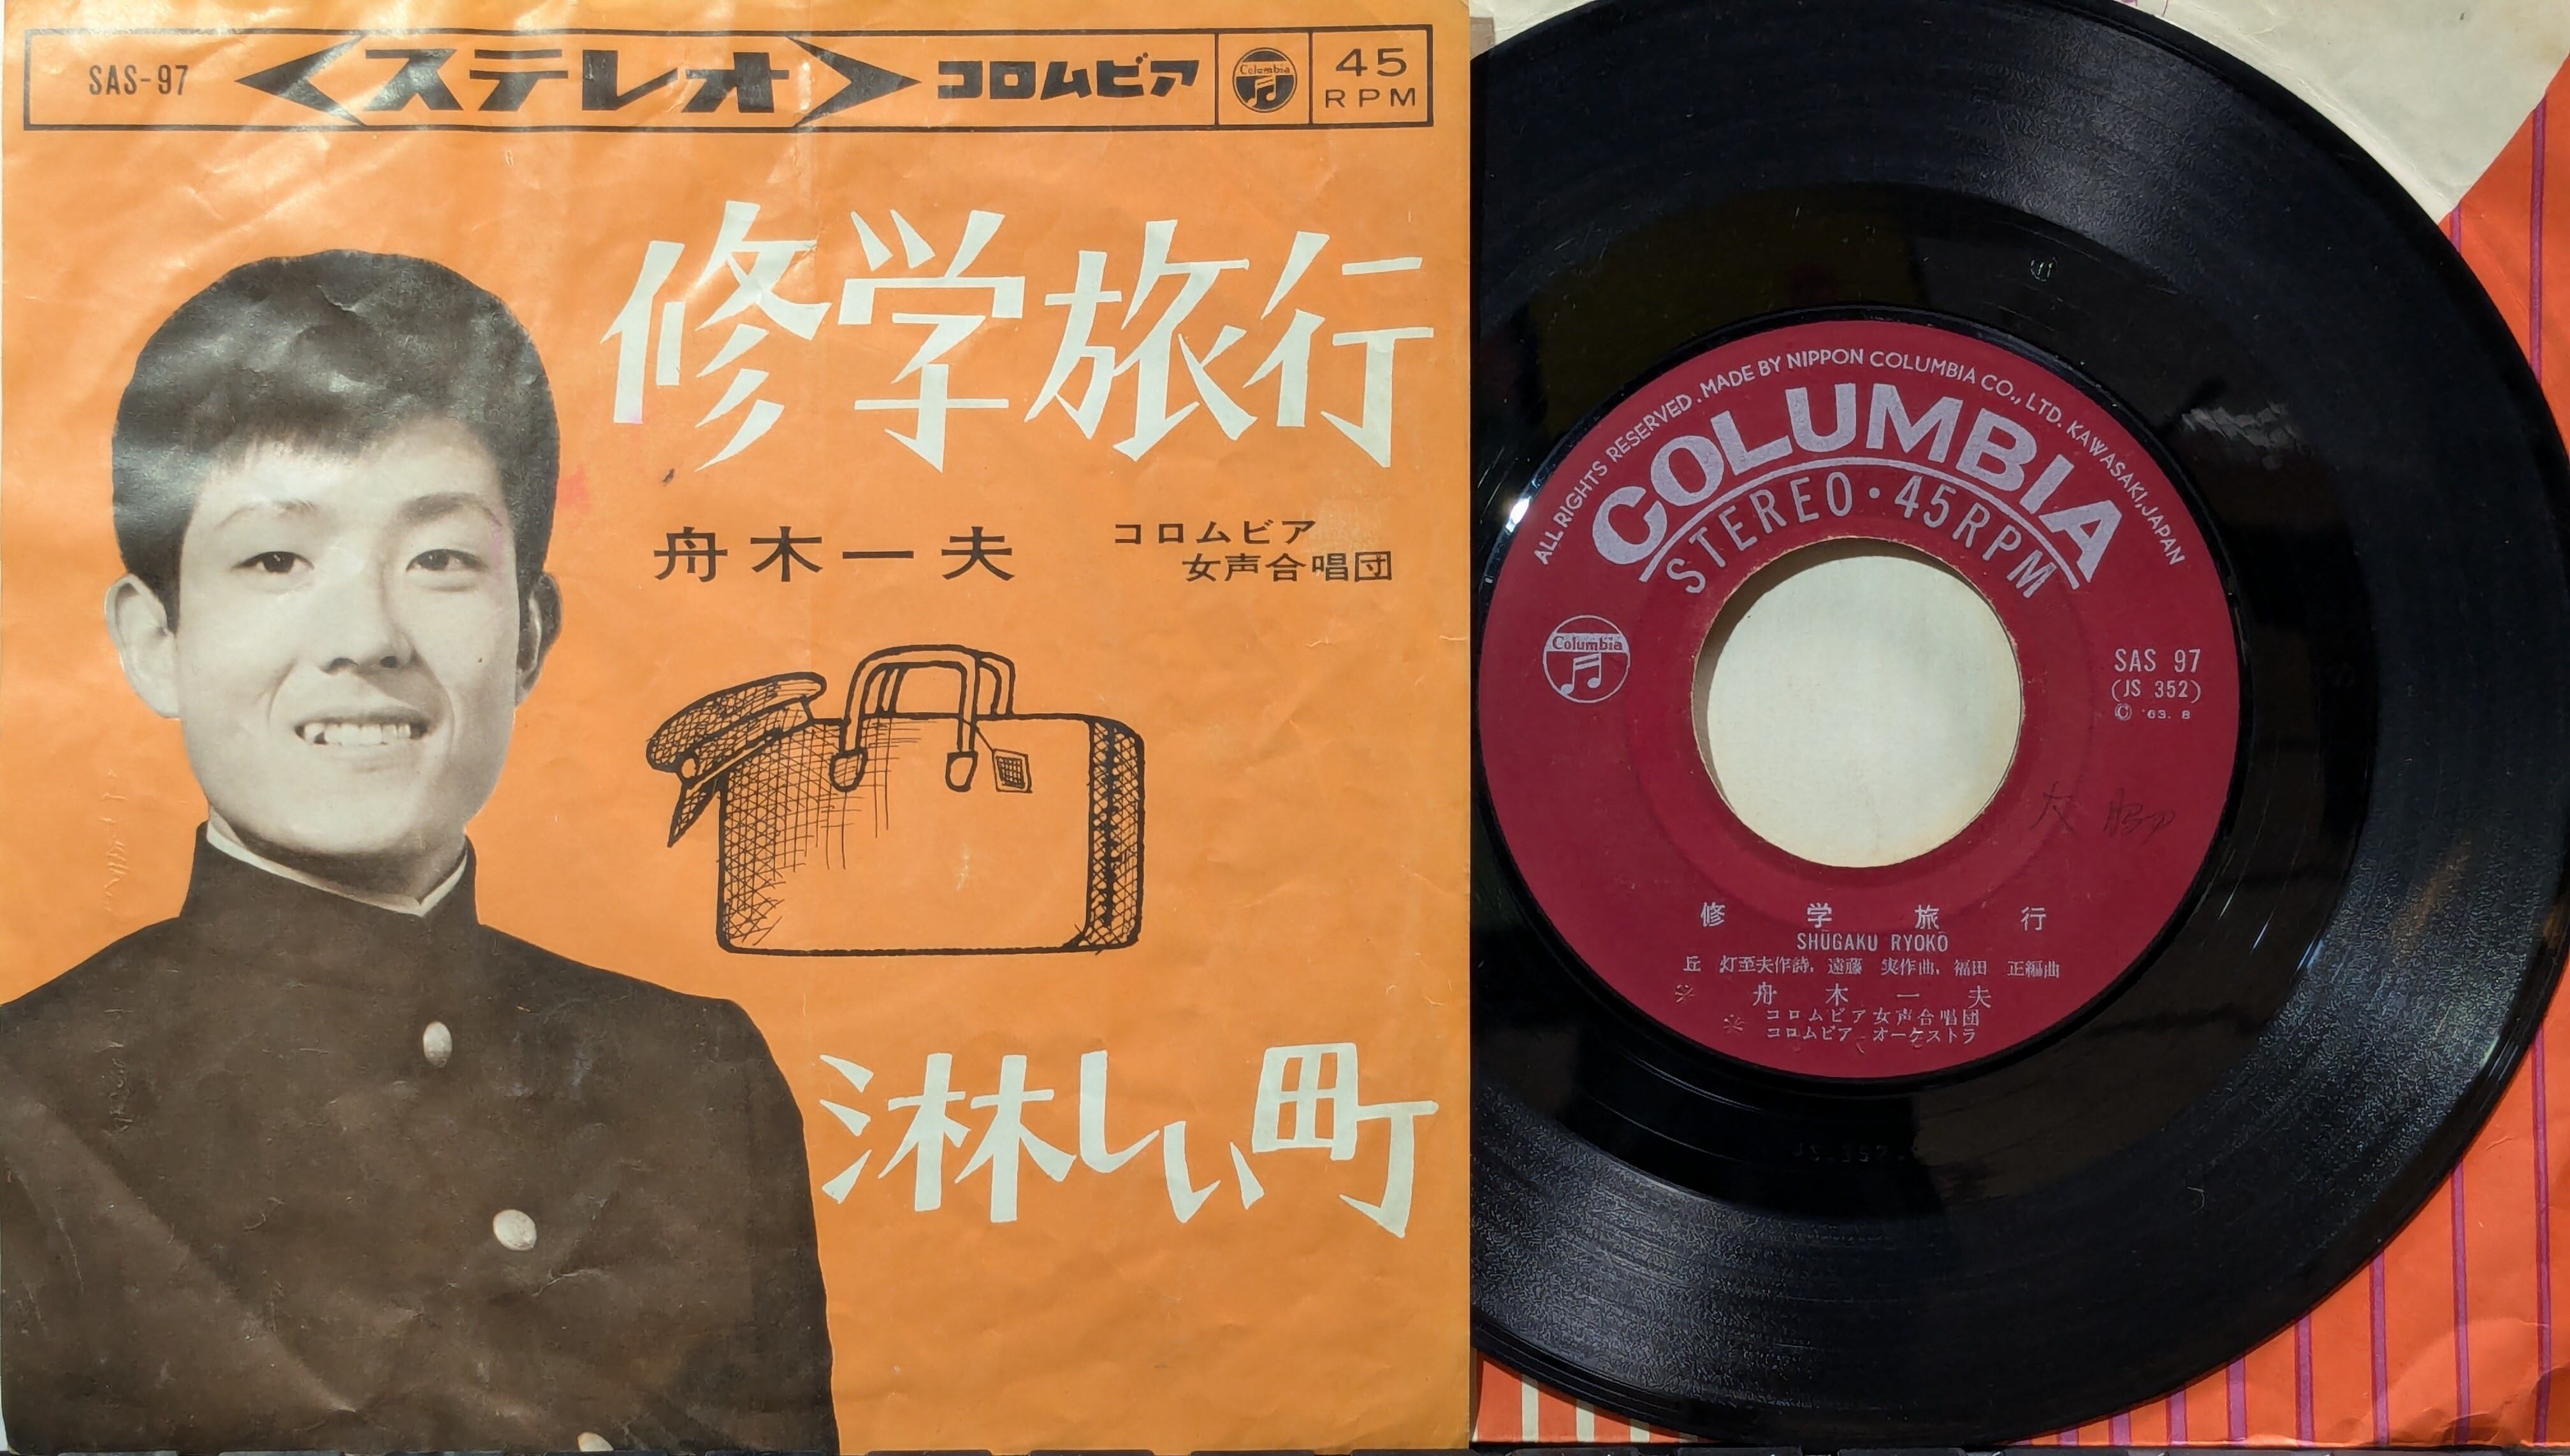 SAS-97
ステレオ
コロムビア
Columbia
45
RPM
修学旅行
舟木一夫
コロムビア
女声合唱団
淋しい町
ALL RIGHTS RESERVED. MADE BY NIPPON COLUMBIA CO., LTD. KAWASAKI, JAPAN
COLUMBIA
STEREO・45RPM
Columbia
SAS 97
(JS 352)
© '63. 8
修学旅行
SHŪGAKU RYOKŌ
丘 灯至夫作詩, 遠藤 実作曲, 福田 正編曲
※ 舟木一夫
※ コロムビア女声合唱団
コロムビア オーケストラ